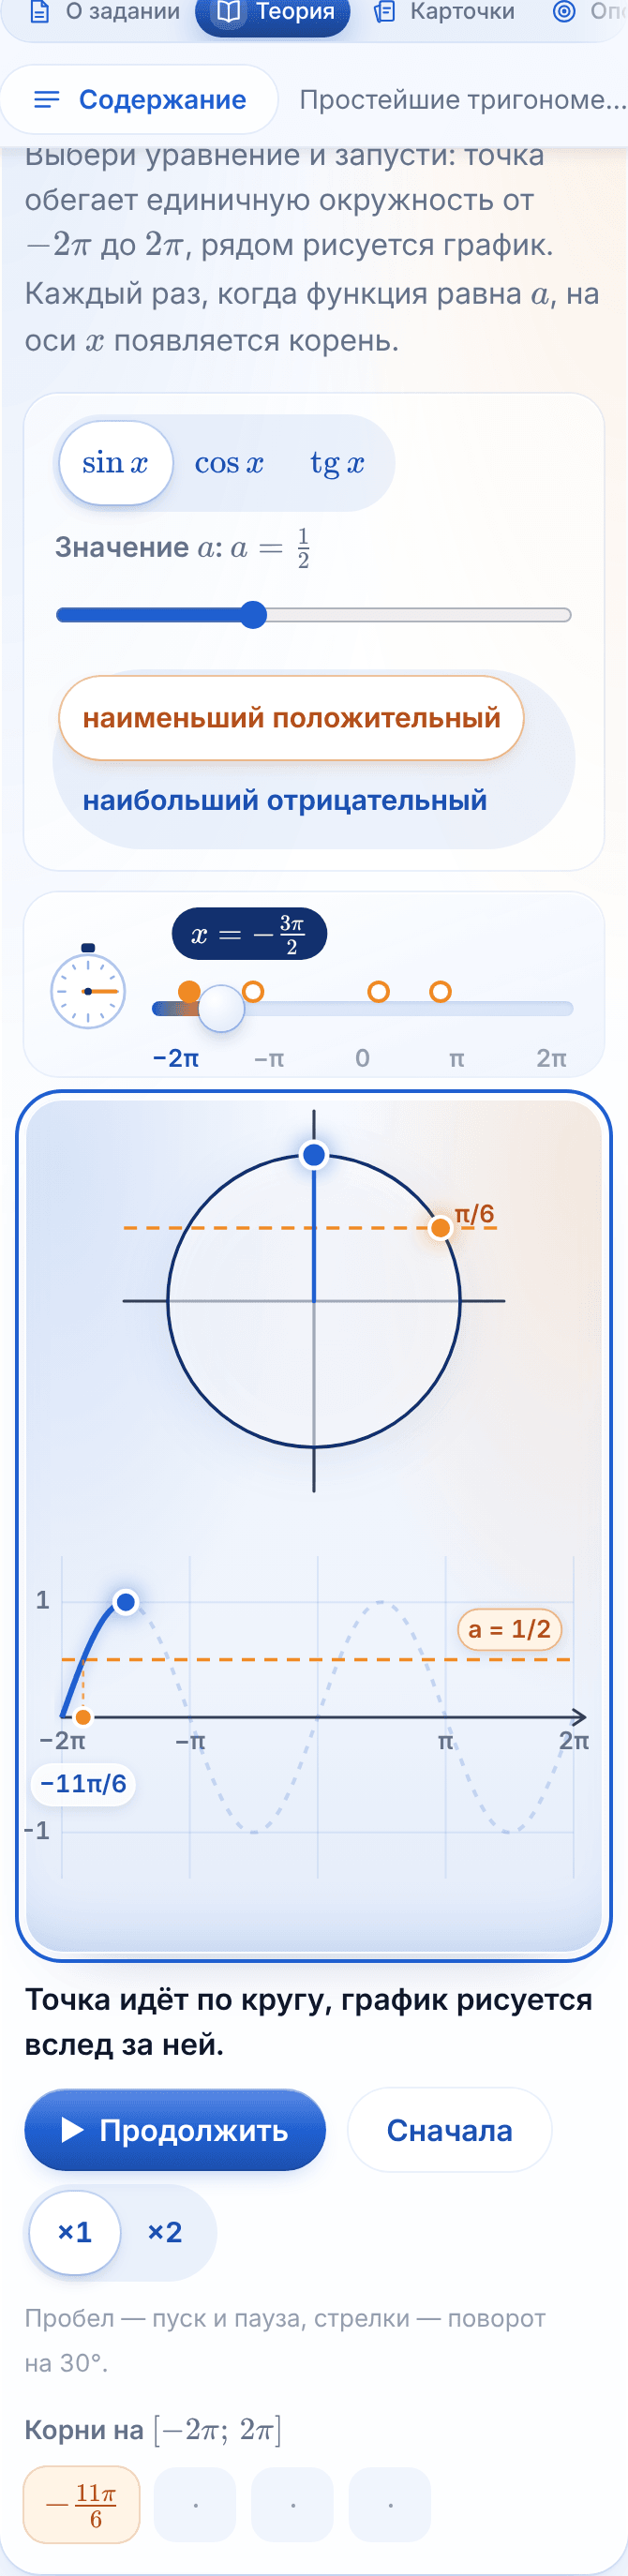 О задании
Теория
Карточки
Содержание
Простейшие тригономе...
Выбери уравнение и запусти: точка
обегает единичную окружность от
−2π до 2π, рядом рисуется график.
Каждый раз, когда функция равна a, на
оси x появляется корень.
sin x
cos x
tg x
Значение a: a = 1/2
наименьший положительный
наибольший отрицательный
x = −3π/2
−2π
−π
0
π
2π
π/6
1
a = 1/2
−2π
−π
π
2π
−11π/6
-1
Точка идёт по кругу, график рисуется
вслед за ней.
Продолжить
Сначала
×1
×2
Пробел — пуск и пауза, стрелки — поворот
на 30°.
Корни на [−2π; 2π]
−11π/6
·
·
·